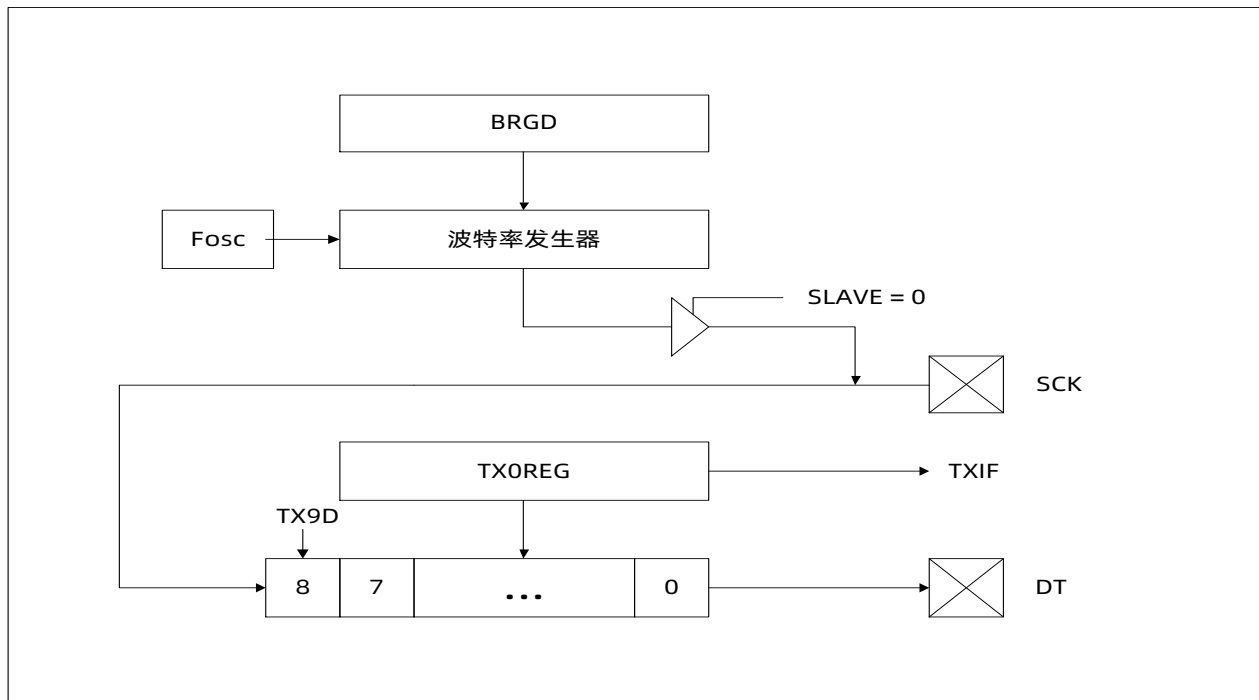 BRGD
Fosc
波特率发生器
SLAVE = 0
SCK
TX0REG
TXIF
TX9D
8
7
...
0
DT